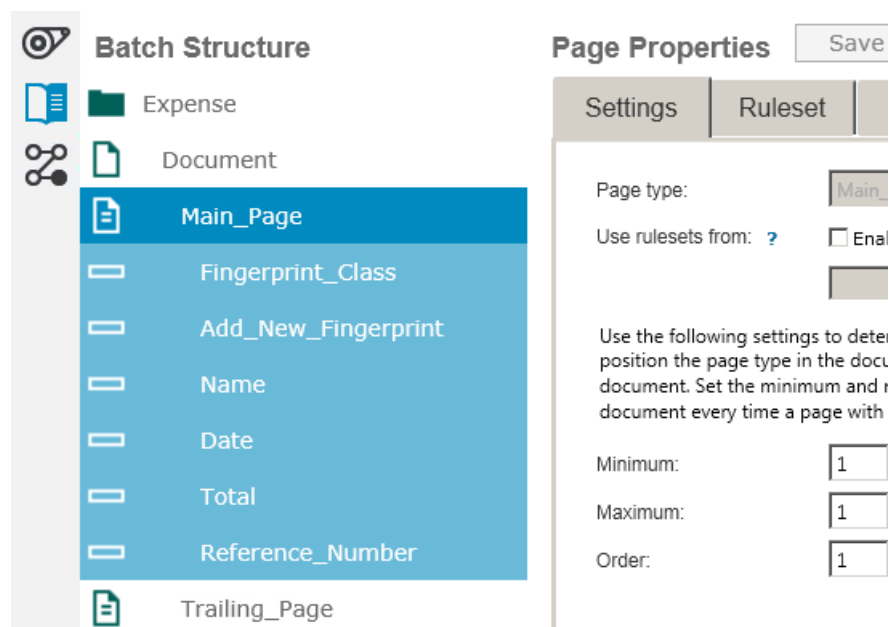 Batch Structure
Expense
Document
Main_Page
Fingerprint_Class
Add_New_Fingerprint
Name
Date
Total
Reference_Number
Trailing_Page
Page Properties
Save
Settings
Ruleset
Page type:
Main_
Use rulesets from: ?
Use the following settings to
position the page type in the
document. Set the minimum and
document every time a page with
Minimum: 1
Maximum: 1
Order: 1